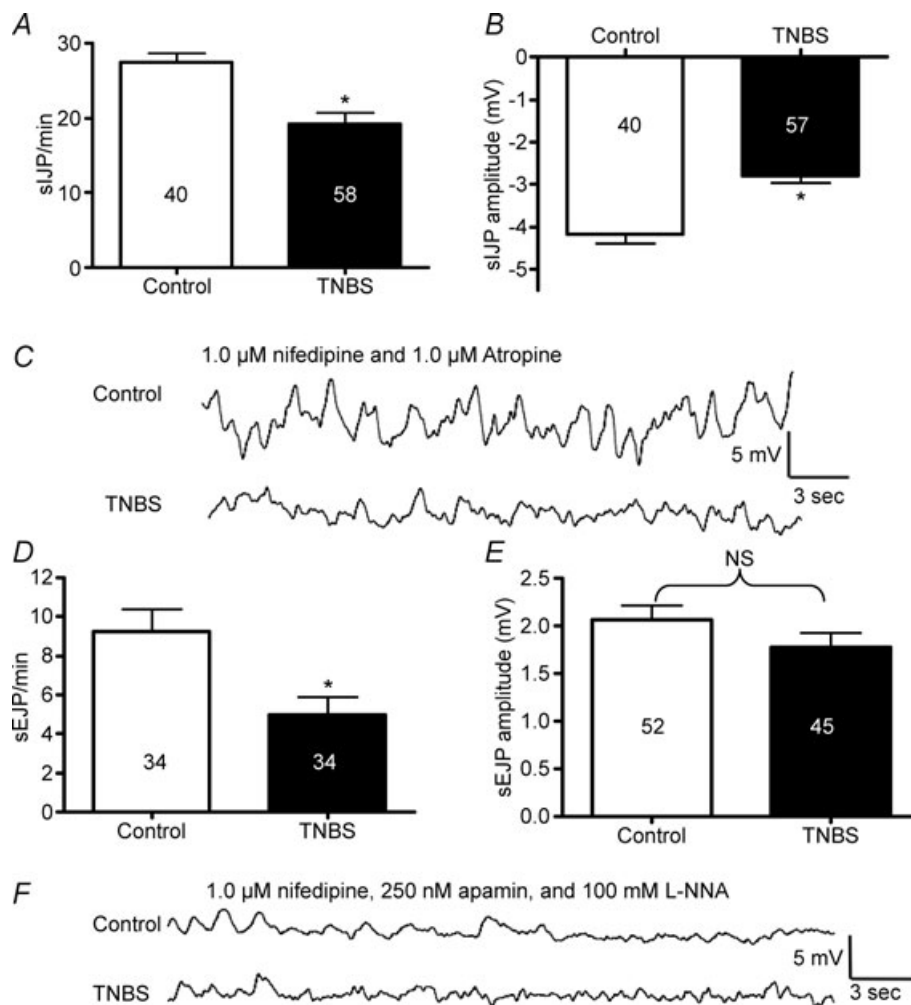 A
B
30
20
10
0
sIJP/min
40
58
*
Control
TNBS
Control
TNBS
0
-1
-2
-3
-4
-5
sIJP amplitude (mV)
40
57
*
C
1.0 µM nifedipine and 1.0 µM Atropine
Control
TNBS
5 mV
3 sec
D
12
10
8
6
4
2
0
sEJP/min
34
34
*
Control
TNBS
E
NS
2.5
2.0
1.5
1.0
0.5
0.0
sEJP amplitude (mV)
52
45
Control
TNBS
F
1.0 µM nifedipine, 250 nM apamin, and 100 mM L-NNA
Control
TNBS
5 mV
3 sec